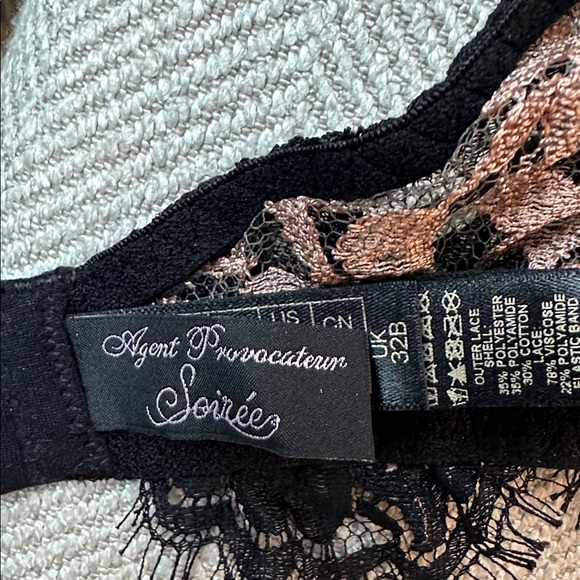 Agent Provocateur
Soirée
US
CN
UK
32B
OUTER LACE
SHELL:
35% POLYESTER
35% POLYAMIDE
30% COTTON
LACE:
78% VISCOSE
22% POLYAMIDE
ELASTIC BAND: